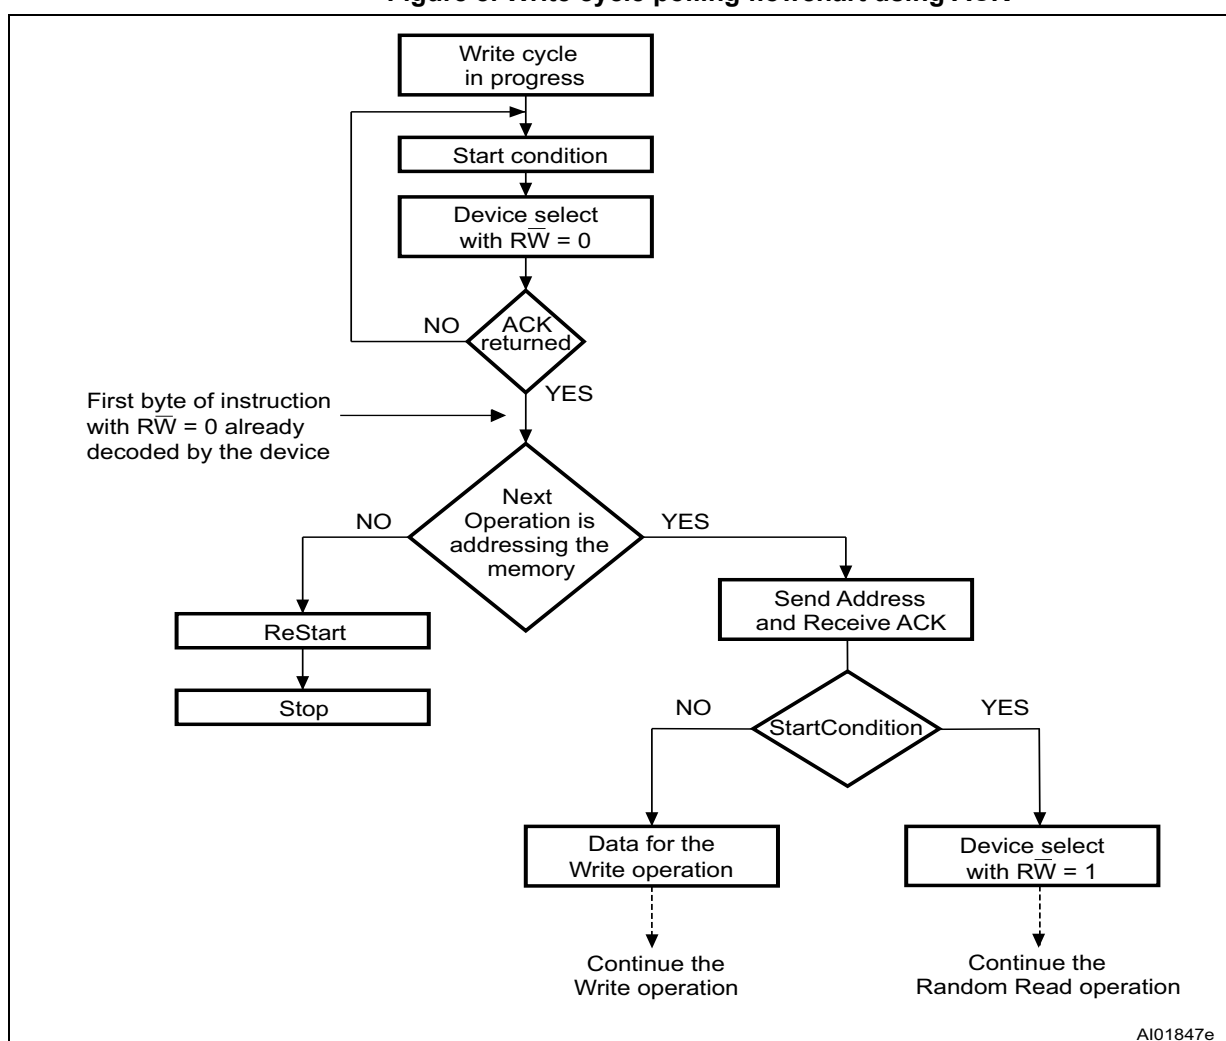 Write cycle
in progress
Start condition
Device select
with RW̅ = 0
NO
ACK
returned
YES
First byte of instruction
with RW̅ = 0 already
decoded by the device
Next
Operation is
addressing the
memory
NO
YES
ReStart
Stop
Send Address
and Receive ACK
StartCondition
NO
YES
Data for the
Write operation
Device select
with RW̅ = 1
Continue the
Write operation
Continue the
Random Read operation
AI01847e